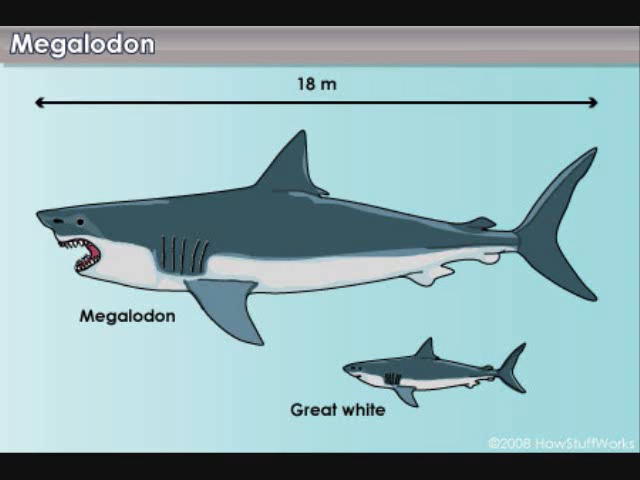 Megalodon
18 m
Megalodon
Great white
©2008 HowStuffWorks